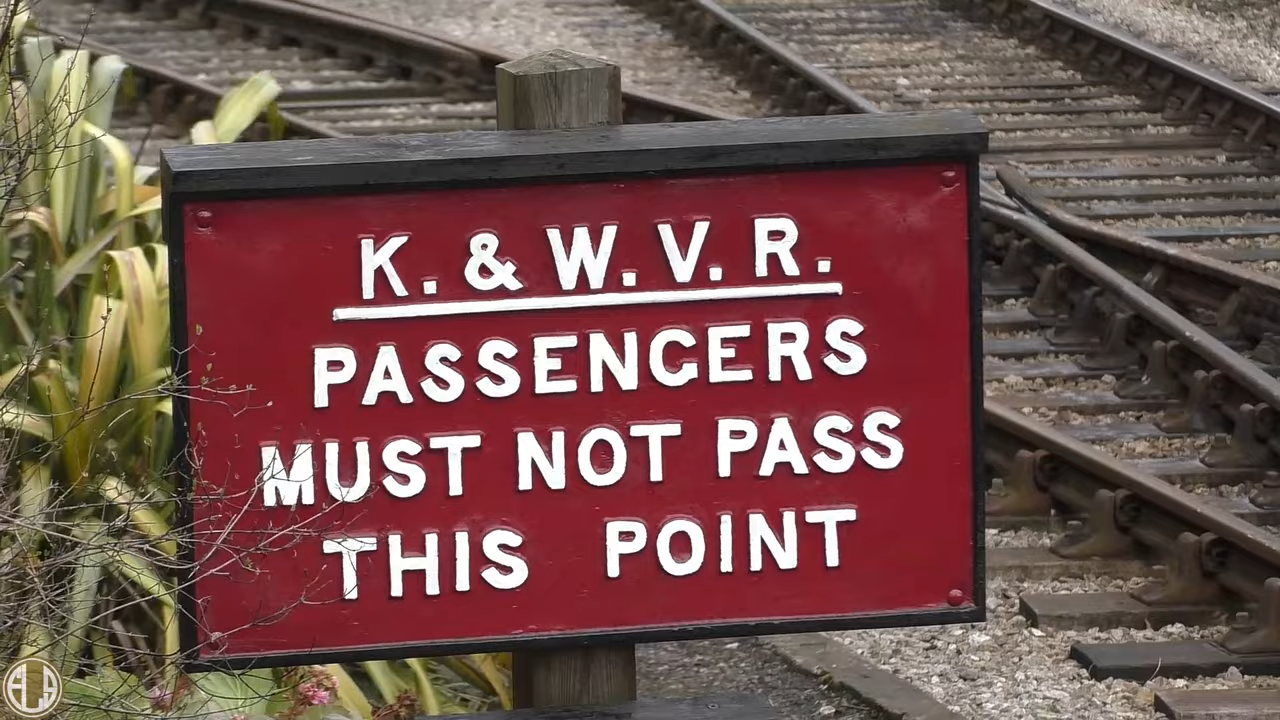 K. & W. V. R.
PASSENGERS
MUST NOT PASS
THIS POINT